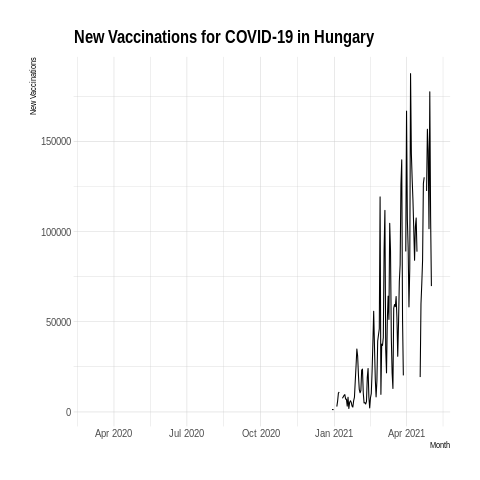 New Vaccinations for COVID-19 in Hungary
New Vaccinations
150000
100000
50000
0
Apr 2020 Jul 2020 Oct 2020 Jan 2021 Apr 2021
Month